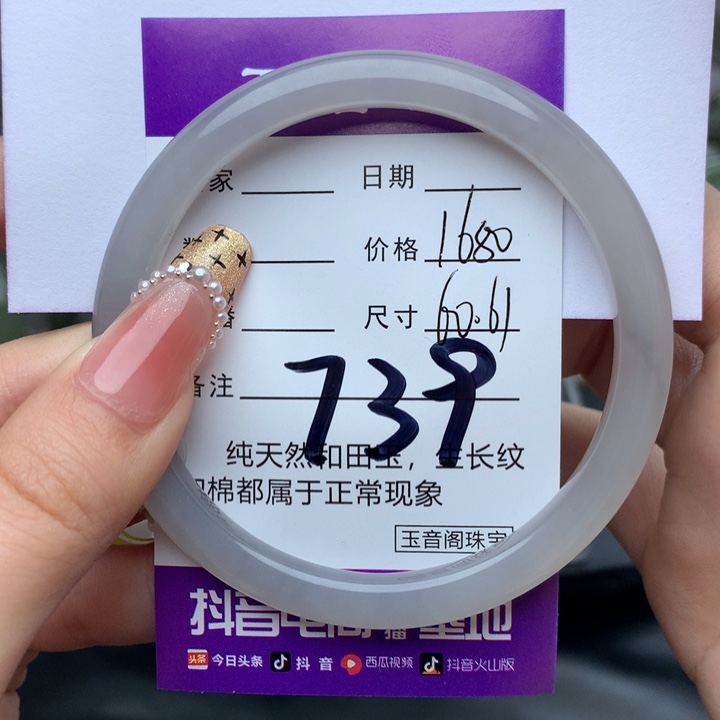 家 日期
价格 1680
尺寸 60.61
备注 739
纯天然和田玉，生长纹
棉都属于正常现象
玉音阁珠宝
抖音电商直播基地
头条 今日头条 抖音 西瓜视频 抖音火山版